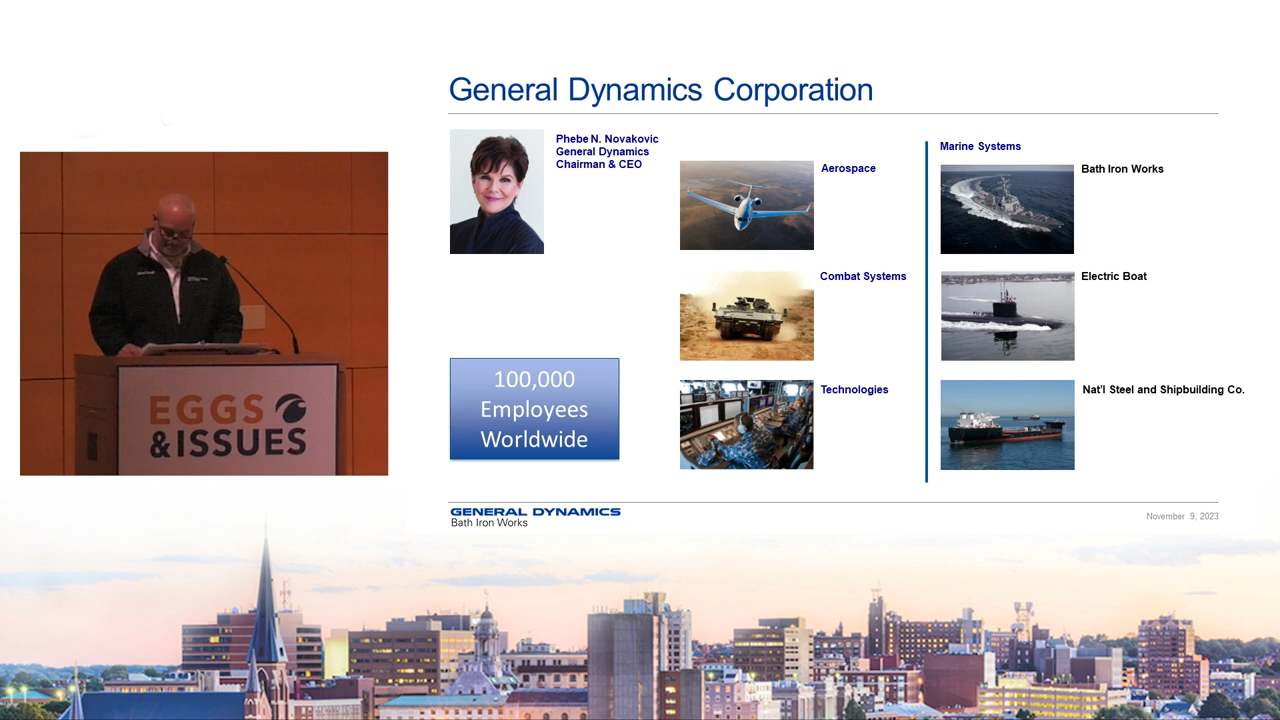 General Dynamics Corporation
Phebe N. Novakovic
General Dynamics
Chairman & CEO
100,000
Employees
Worldwide
Aerospace
Combat Systems
Technologies
Marine Systems
Bath Iron Works
Electric Boat
Nat'l Steel and Shipbuilding Co.
EGGS
&ISSUES
GENERAL DYNAMICS
Bath Iron Works
November 9, 2023